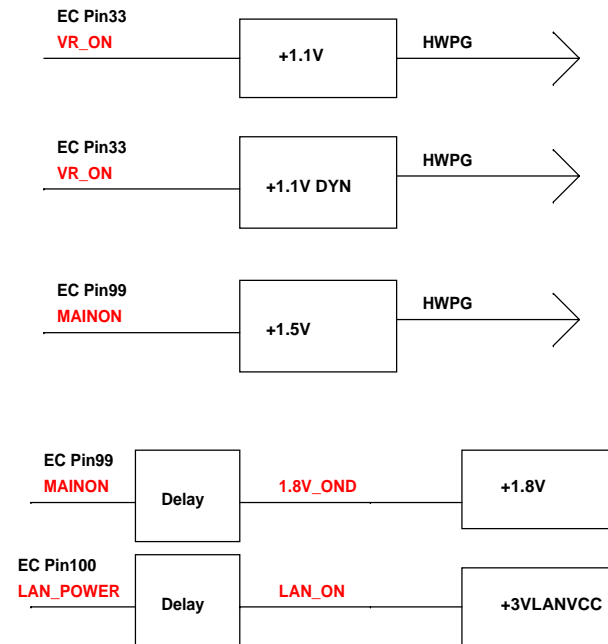 EC Pin33
VR_ON
+1.1V
HWPG
EC Pin33
VR_ON
+1.1V DYN
HWPG
EC Pin99
MAINON
+1.5V
HWPG
EC Pin99
MAINON
Delay
1.8V_OND
+1.8V
EC Pin100
LAN_POWER
Delay
LAN_ON
+3VLANVCC